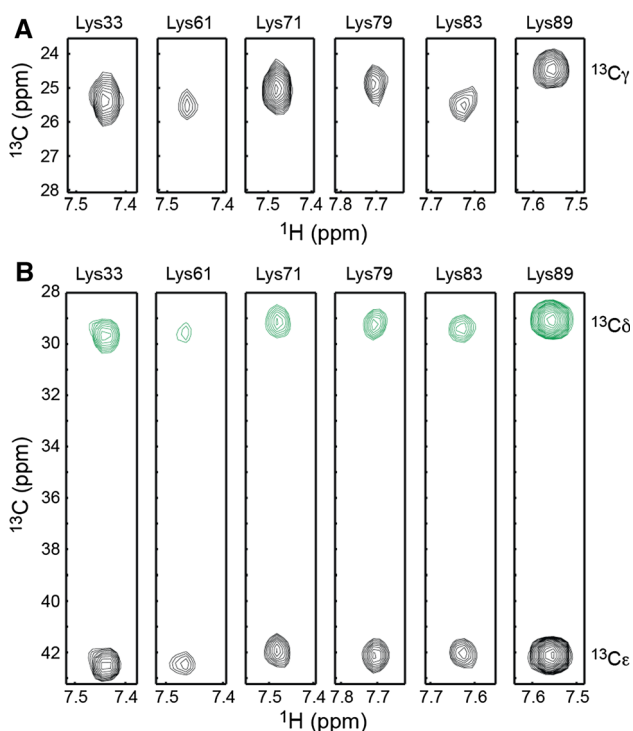 A
Lys33 Lys61 Lys71 Lys79 Lys83 Lys89
24
25
26
27
28
13C (ppm)
13Cγ
7.5 7.4 7.5 7.4 7.5 7.4 7.8 7.7 7.7 7.6 7.6 7.5
1H (ppm)
B
Lys33 Lys61 Lys71 Lys79 Lys83 Lys89
28
30
32
34
36
38
40
42
13C (ppm)
13Cδ
13Cε
7.5 7.4 7.5 7.4 7.5 7.4 7.8 7.7 7.7 7.6 7.6 7.5
1H (ppm)